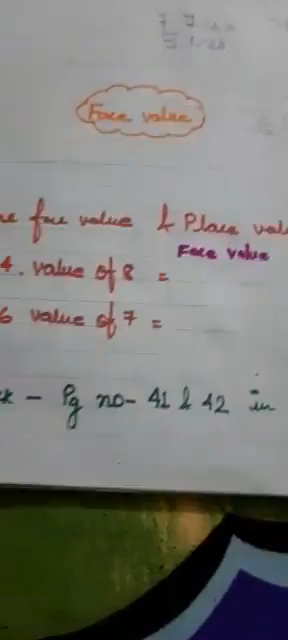 Face value
face value & Place val
Face value
4. value of 8 =
6 value of 7 =
- Pg no- 41 & 42 in